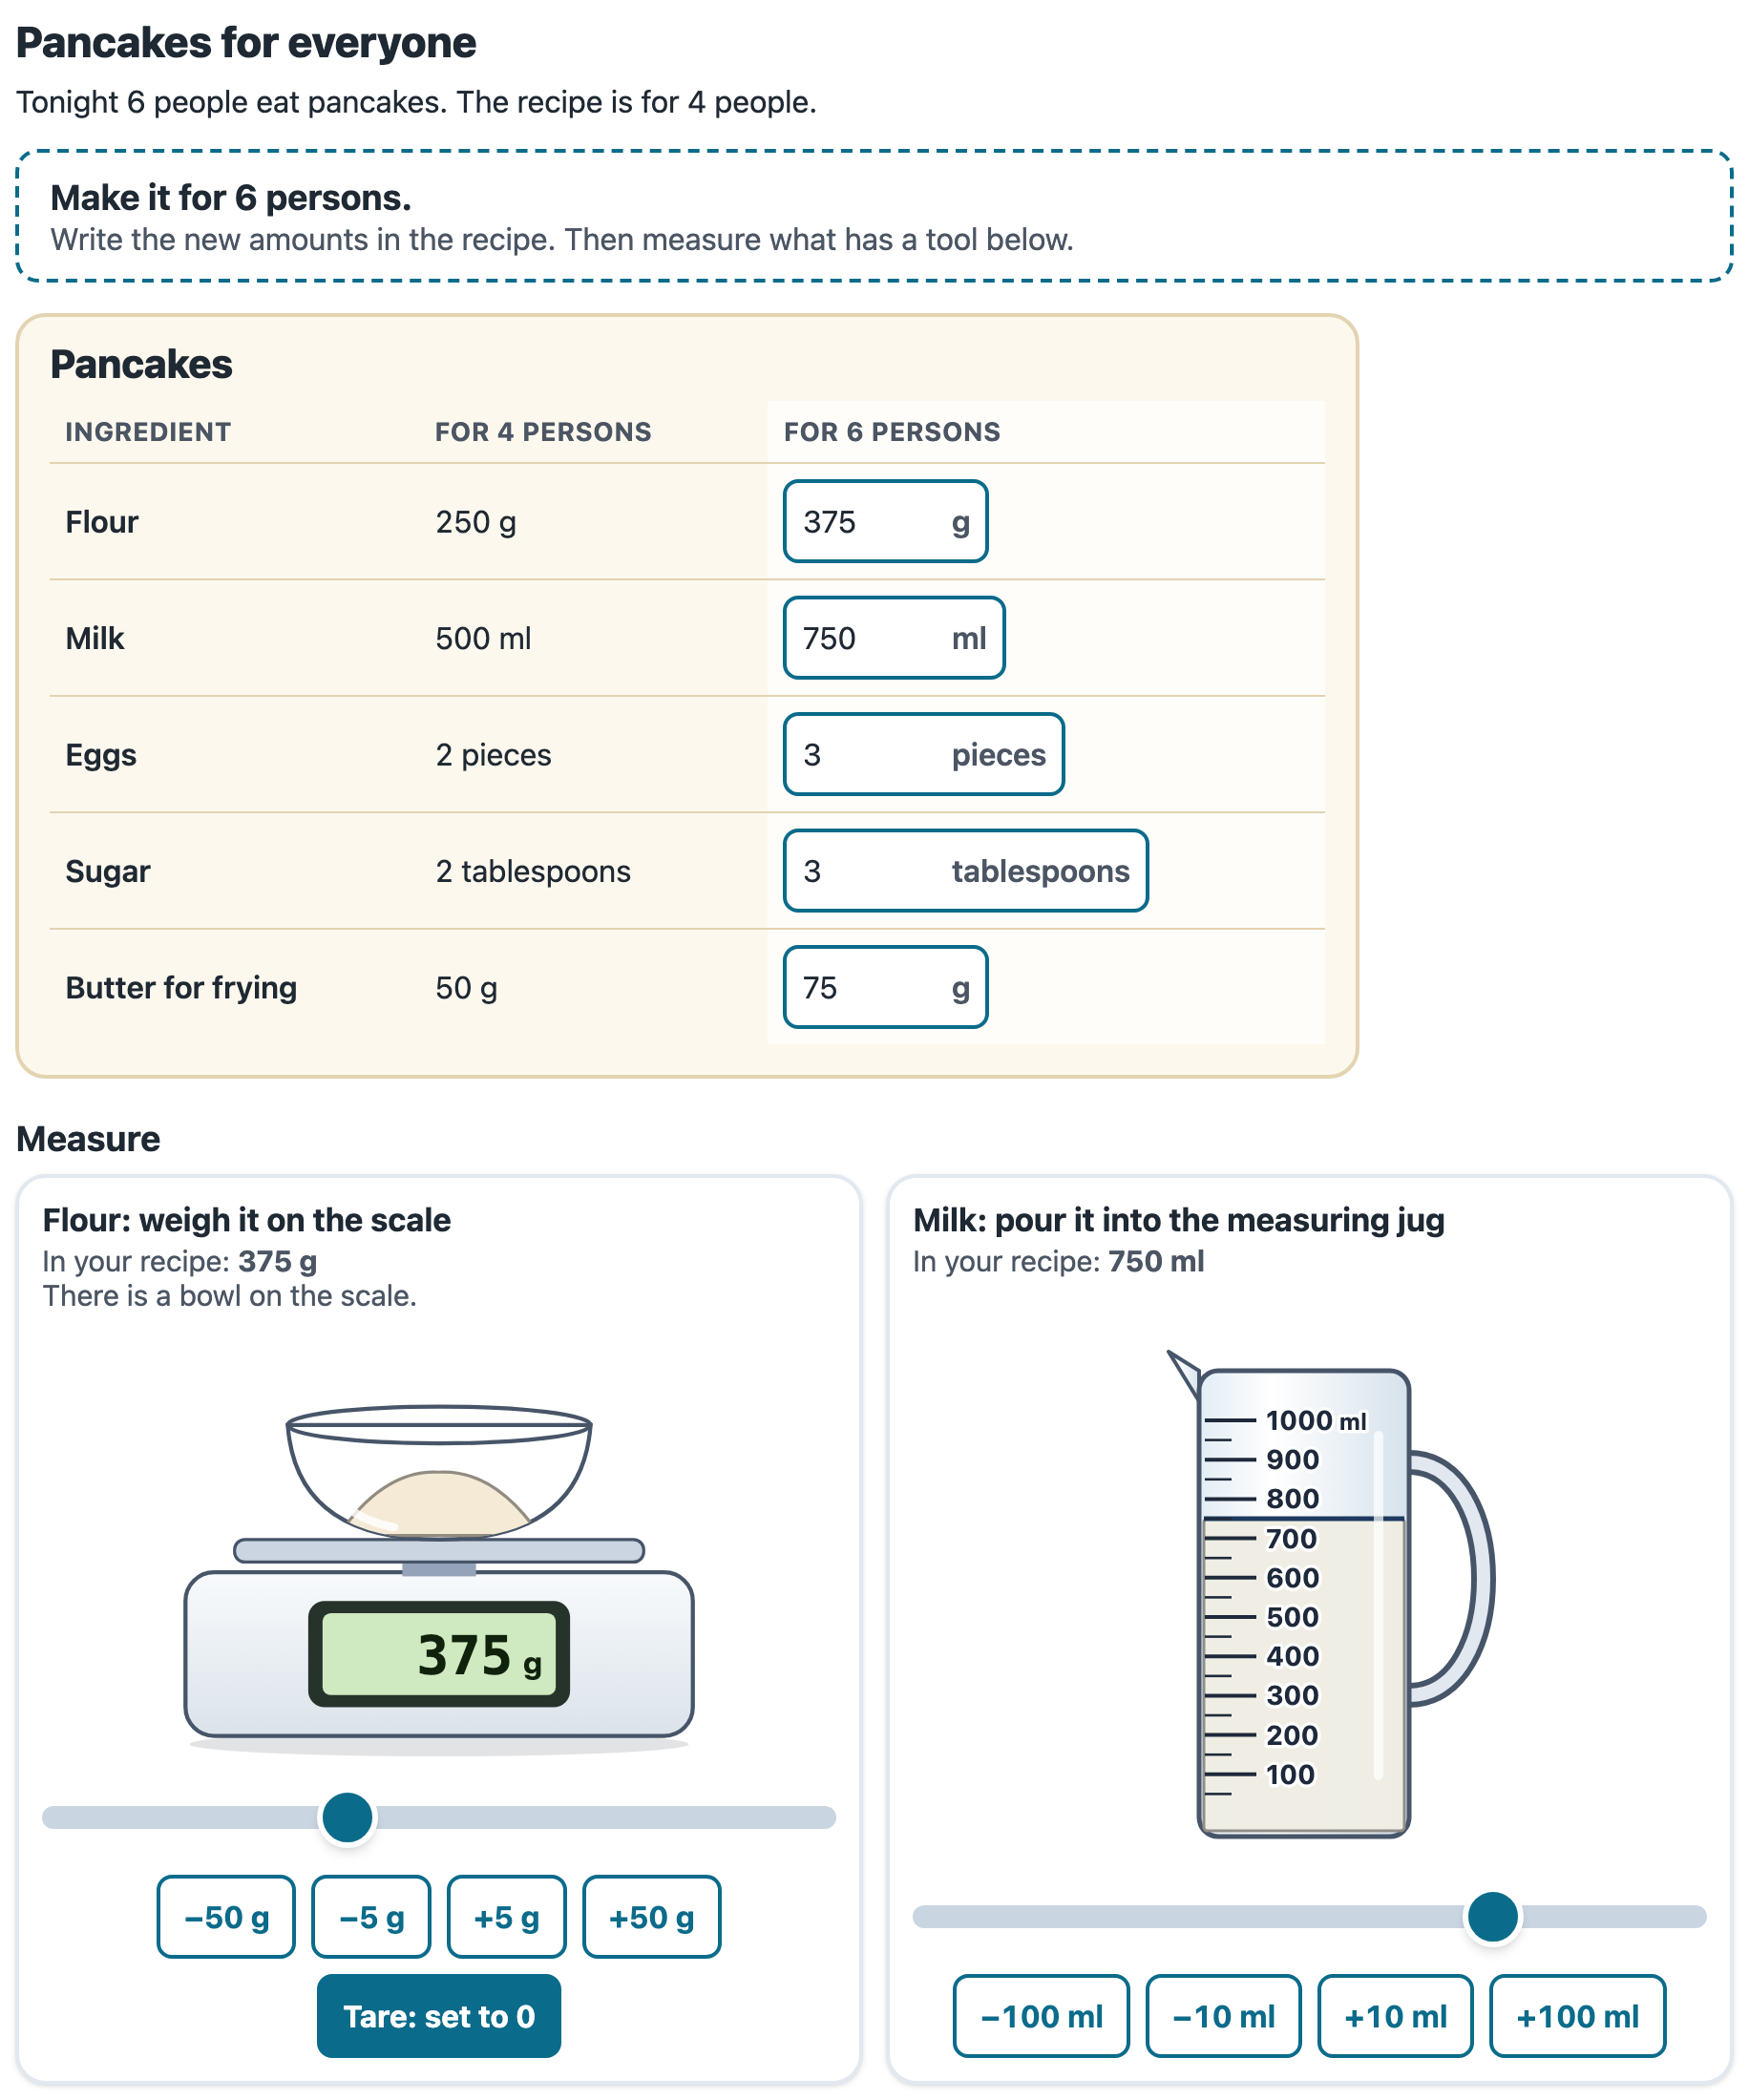 Pancakes for everyone
Tonight 6 people eat pancakes. The recipe is for 4 people.
Make it for 6 persons.
Write the new amounts in the recipe. Then measure what has a tool below.
Pancakes
INGREDIENT FOR 4 PERSONS FOR 6 PERSONS
Flour 250 g 375 g
Milk 500 ml 750 ml
Eggs 2 pieces 3 pieces
Sugar 2 tablespoons 3 tablespoons
Butter for frying 50 g 75 g
Measure
Flour: weigh it on the scale
In your recipe: 375 g
There is a bowl on the scale.
375 g
−50 g −5 g +5 g +50 g
Tare: set to 0
Milk: pour it into the measuring jug
In your recipe: 750 ml
1000 ml
900
800
700
600
500
400
300
200
100
−100 ml −10 ml +10 ml +100 ml